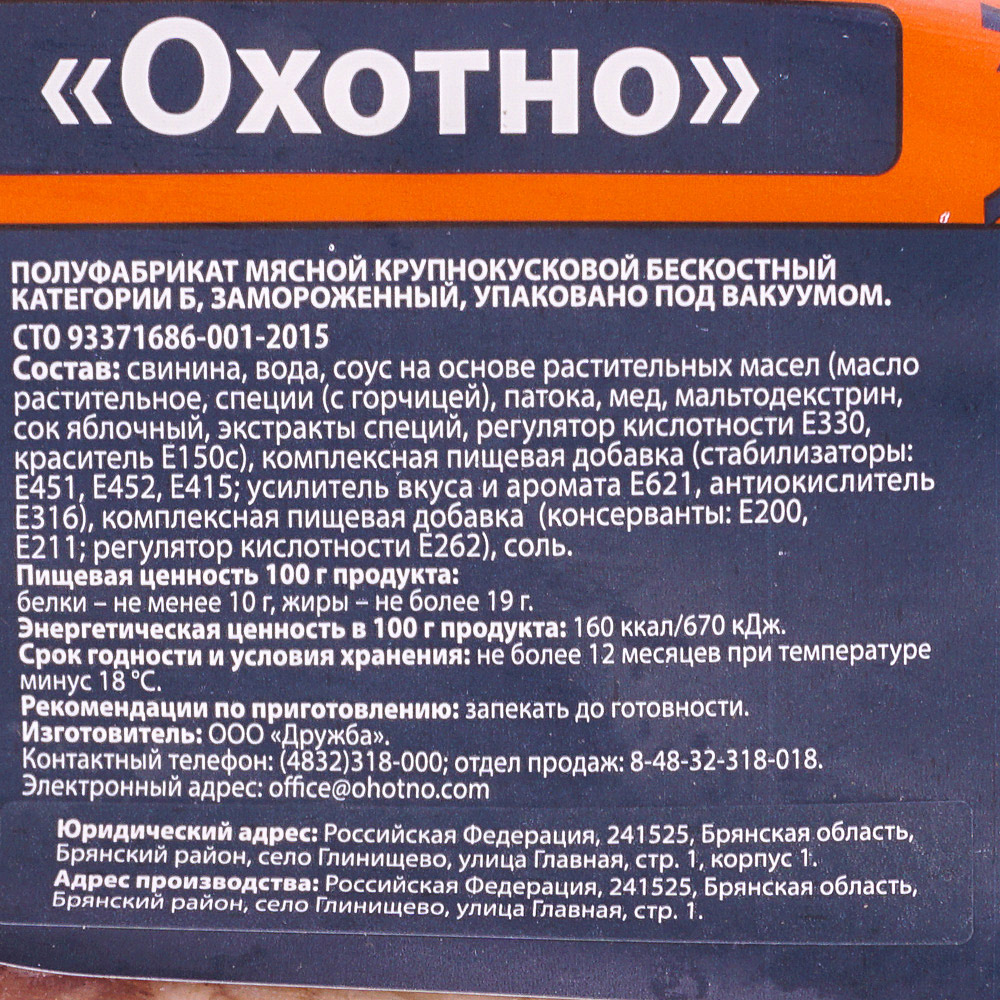 «Охотно»
ПОЛУФАБРИКАТ МЯСНОЙ КРУПНОКУСКОВОЙ БЕСКОСТНЫЙ
КАТЕГОРИИ Б, ЗАМОРОЖЕННЫЙ, УПАКОВАНО ПОД ВАКУУМОМ.
СТО 93371686-001-2015
Состав: свинина, вода, соус на основе растительных масел (масло
растительное, специи (с горчицей), патока, мед, мальтодекстрин,
сок яблочный, экстракты специй, регулятор кислотности Е330,
краситель Е150с), комплексная пищевая добавка (стабилизаторы:
Е451, Е452, Е415; усилитель вкуса и аромата Е621, антиокислитель
Е316), комплексная пищевая добавка (консерванты: Е200,
Е211; регулятор кислотности Е262), соль.
Пищевая ценность 100 г продукта:
белки – не менее 10 г, жиры – не более 19 г.
Энергетическая ценность в 100 г продукта: 160 ккал/670 кДж.
Срок годности и условия хранения: не более 12 месяцев при температуре
минус 18 °С.
Рекомендации по приготовлению: запекать до готовности.
Изготовитель: ООО «Дружба».
Контактный телефон: (4832)318-000; отдел продаж: 8-48-32-318-018.
Электронный адрес: office@ohotno.com
Юридический адрес: Российская Федерация, 241525, Брянская область,
Брянский район, село Глинищево, улица Главная, стр. 1, корпус 1.
Адрес производства: Российская Федерация, 241525, Брянская область,
Брянский район, село Глинищево, улица Главная, стр. 1.